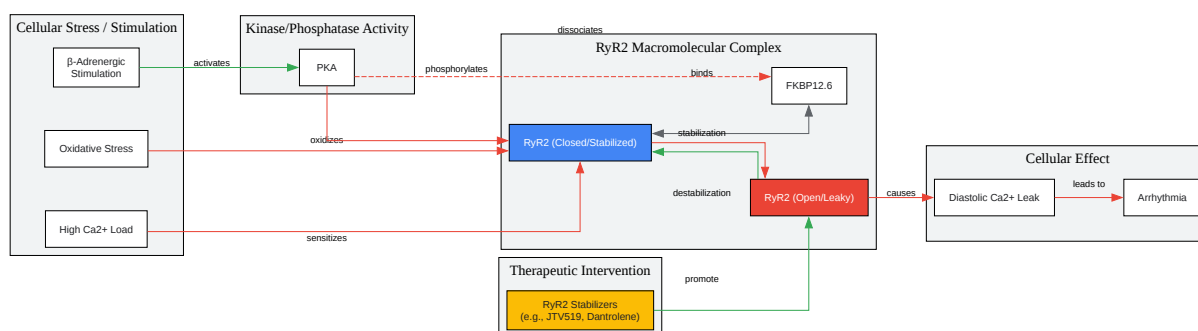 Cellular Stress / Stimulation
β-Adrenergic
Stimulation
Oxidative Stress
High Ca2+ Load
activates
Kinase/Phosphatase Activity
PKA
phosphorylates
oxidizes
sensitizes
dissociates
RyR2 Macromolecular Complex
binds
FKBP12.6
RyR2 (Closed/Stabilized)
stabilization
destabilization
RyR2 (Open/Leaky)
causes
Cellular Effect
Diastolic Ca2+ Leak
leads to
Arrhythmia
Therapeutic Intervention
RyR2 Stabilizers
(e.g., JTV519, Dantrolene)
promote